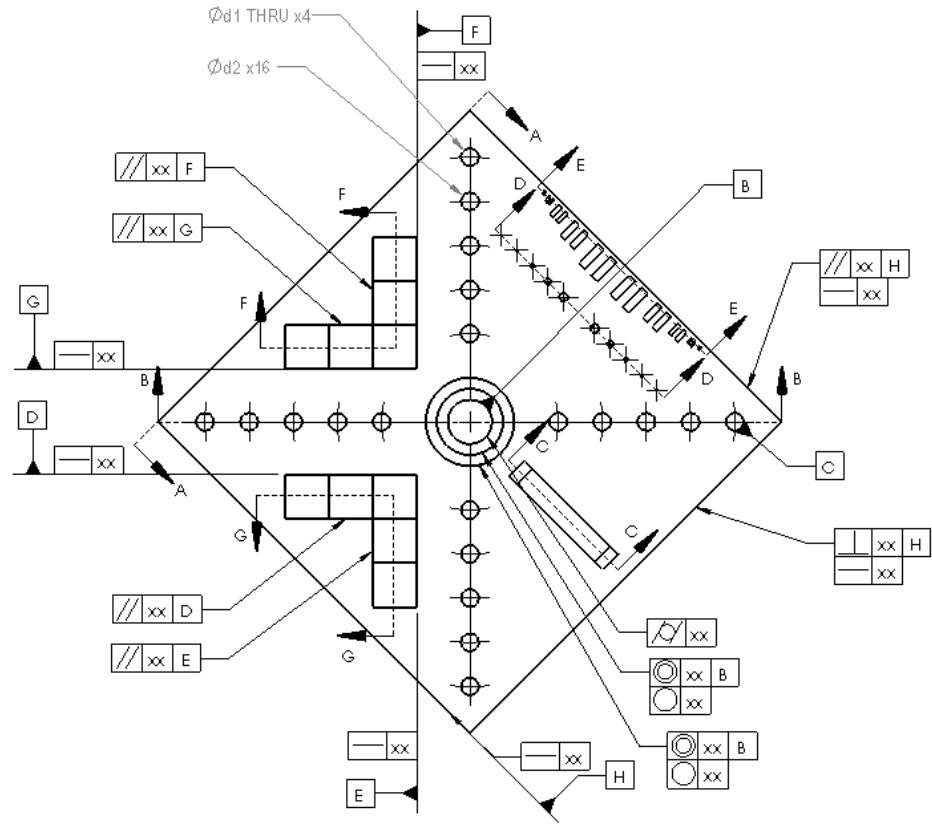 Ød1 THRU x4
F
xx
Ød2 x16
A
E
D
B
// xx F
F
// xx G
// xx H
xx
F
G
E
xx
B
D
B
D
C
C
xx
A
C
⊥ xx H
xx
G
// xx D
⌭ xx
// xx E
G
◎ xx B
○ xx
xx
xx
◎ xx B
○ xx
H
E